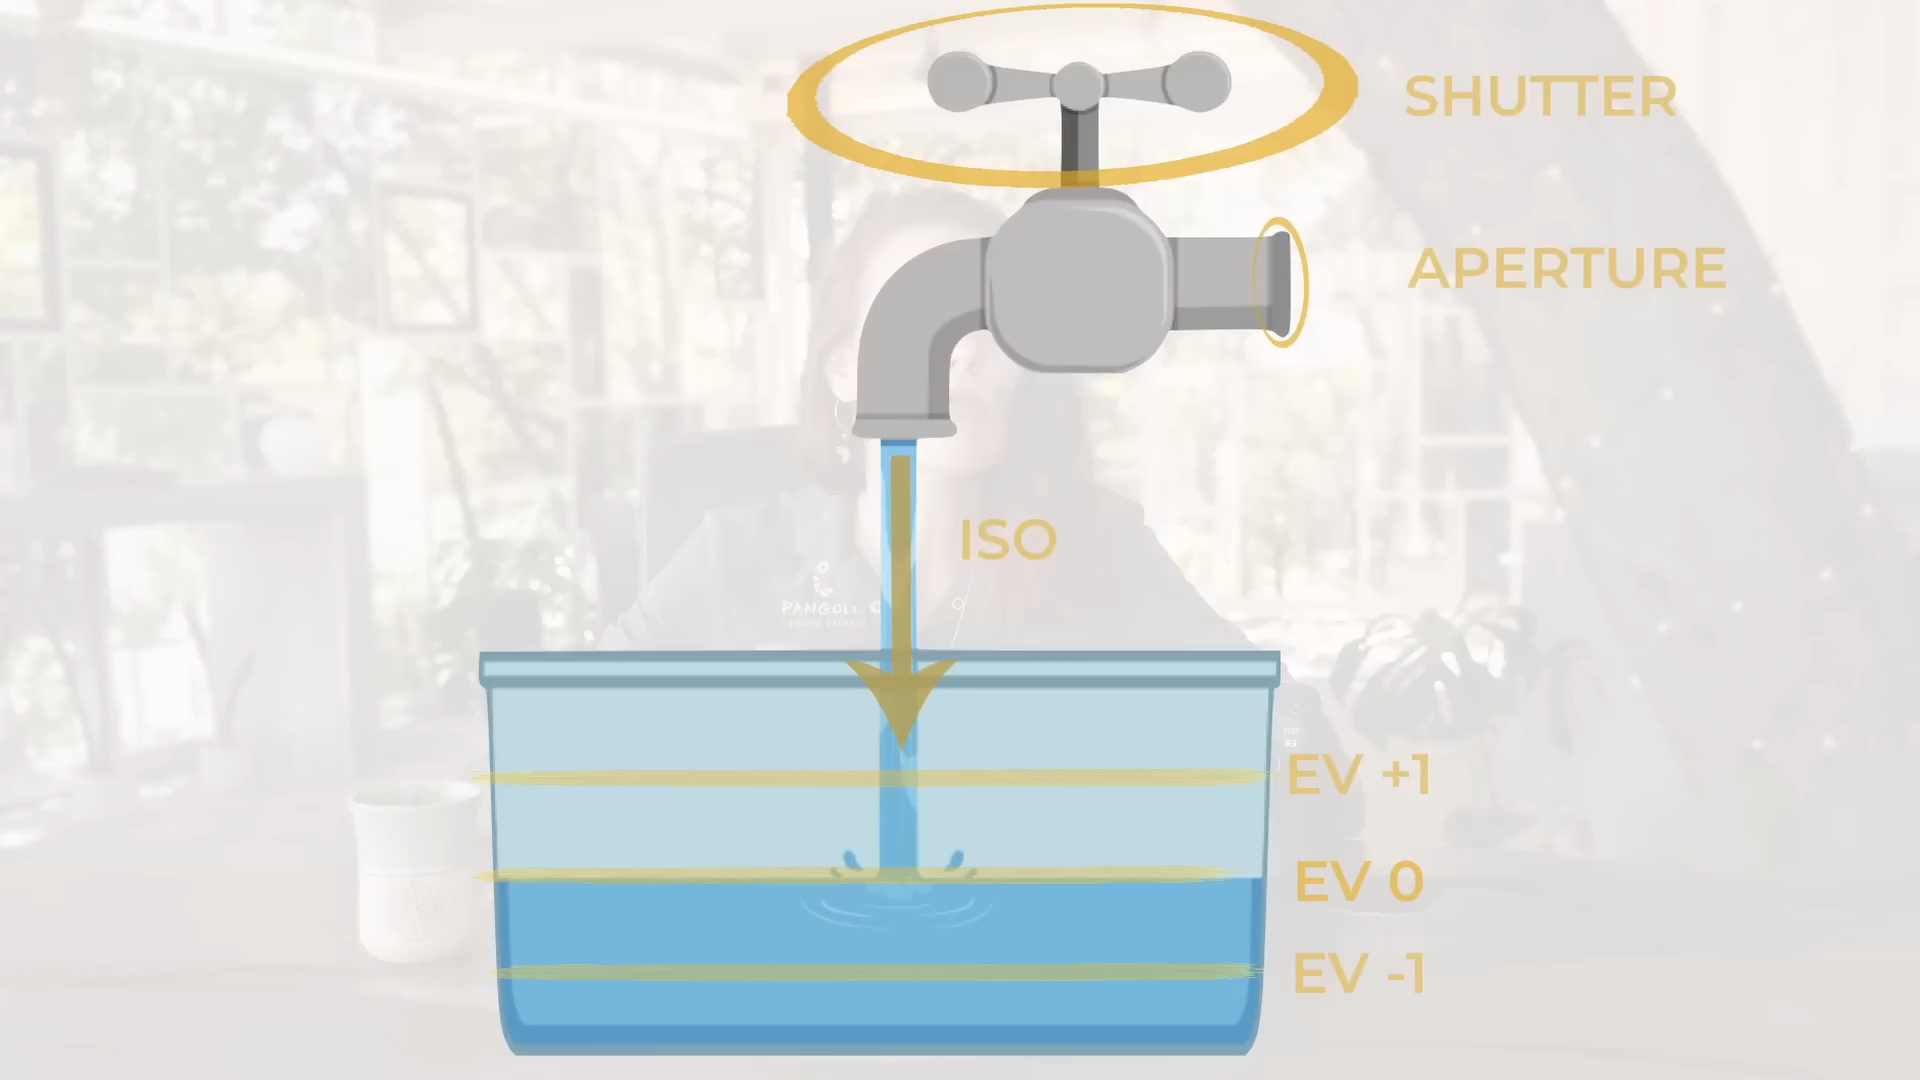 SHUTTER
APERTURE
ISO
EV +1
EV 0
EV -1